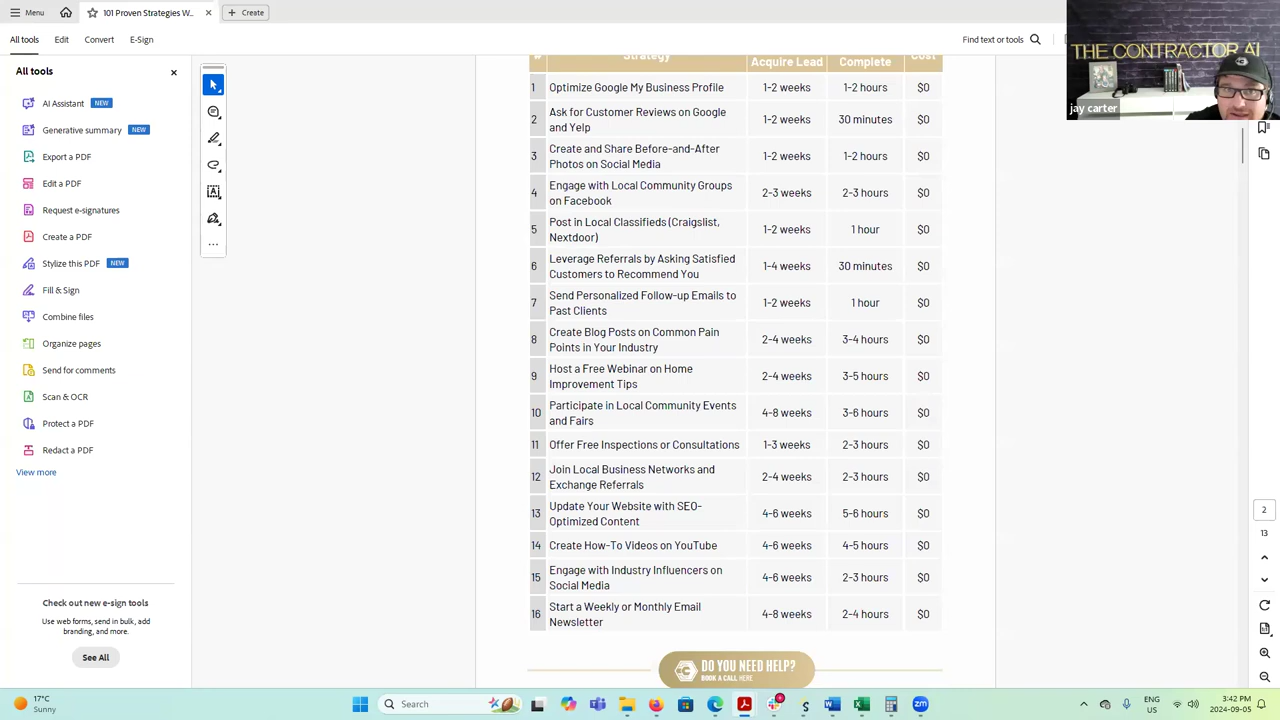 Menu
101 Proven Strategies W...
Create
All tools
Edit
Convert
E-Sign
Find text or tools
All tools
AI Assistant NEW
Generative summary NEW
Export a PDF
Edit a PDF
Request e-signatures
Create a PDF
Stylize this PDF NEW
Fill & Sign
Combine files
Organize pages
Send for comments
Scan & OCR
Protect a PDF
Redact a PDF
View more
Check out new e-sign tools
Use web forms, send in bulk, add
branding, and more.
See All
# Strategy Acquire Lead Complete Cost
1 Optimize Google My Business Profile 1-2 weeks 1-2 hours $0
2 Ask for Customer Reviews on Google
and Yelp 1-2 weeks 30 minutes $0
3 Create and Share Before-and-After
Photos on Social Media 1-2 weeks 1-2 hours $0
4 Engage with Local Community Groups
on Facebook 2-3 weeks 2-3 hours $0
5 Post in Local Classifieds (Craigslist,
Nextdoor) 1-2 weeks 1 hour $0
6 Leverage Referrals by Asking Satisfied
Customers to Recommend You 1-4 weeks 30 minutes $0
7 Send Personalized Follow-up Emails to
Past Clients 1-2 weeks 1 hour $0
8 Create Blog Posts on Common Pain
Points in Your Industry 2-4 weeks 3-4 hours $0
9 Host a Free Webinar on Home
Improvement Tips 2-4 weeks 3-5 hours $0
10 Participate in Local Community Events
and Fairs 4-8 weeks 3-6 hours $0
11 Offer Free Inspections or Consultations 1-3 weeks 2-3 hours $0
12 Join Local Business Networks and
Exchange Referrals 2-4 weeks 2-3 hours $0
13 Update Your Website with SEO-
Optimized Content 4-6 weeks 5-6 hours $0
14 Create How-To Videos on YouTube 4-6 weeks 4-5 hours $0
15 Engage with Industry Influencers on
Social Media 4-6 weeks 2-3 hours $0
16 Start a Weekly or Monthly Email
Newsletter 4-8 weeks 2-4 hours $0
DO YOU NEED HELP?
BOOK A CALL HERE
THE CONTRACTOR AI
jay carter
2
13
17°C
Sunny
Search
ENG
US
3:42 PM
2024-09-05